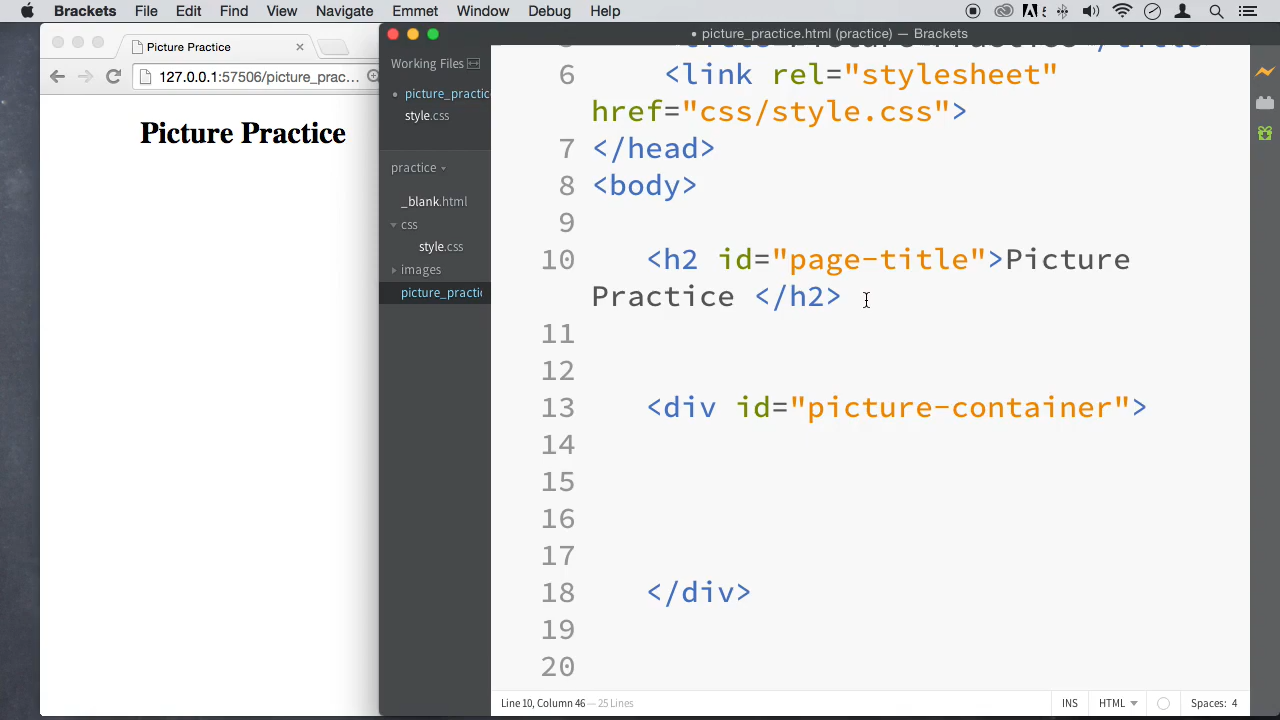 Brackets File Edit Find View Navigate Emmet Window Debug Help
Picture Practice ×
127.0.0.1:57506/picture_prac...
Picture Practice
• picture_practice.html (practice) — Brackets
Working Files
• picture_practic
style.css
practice
_blank.html
css
style.css
images
picture_practic
6 <link rel="stylesheet"
href="css/style.css">
7 </head>
8 <body>
9
10 <h2 id="page-title">Picture
Practice </h2>
11
12
13 <div id="picture-container">
14
15
16
17
18 </div>
19
20
Line 10, Column 46 — 25 Lines
INS HTML Spaces: 4